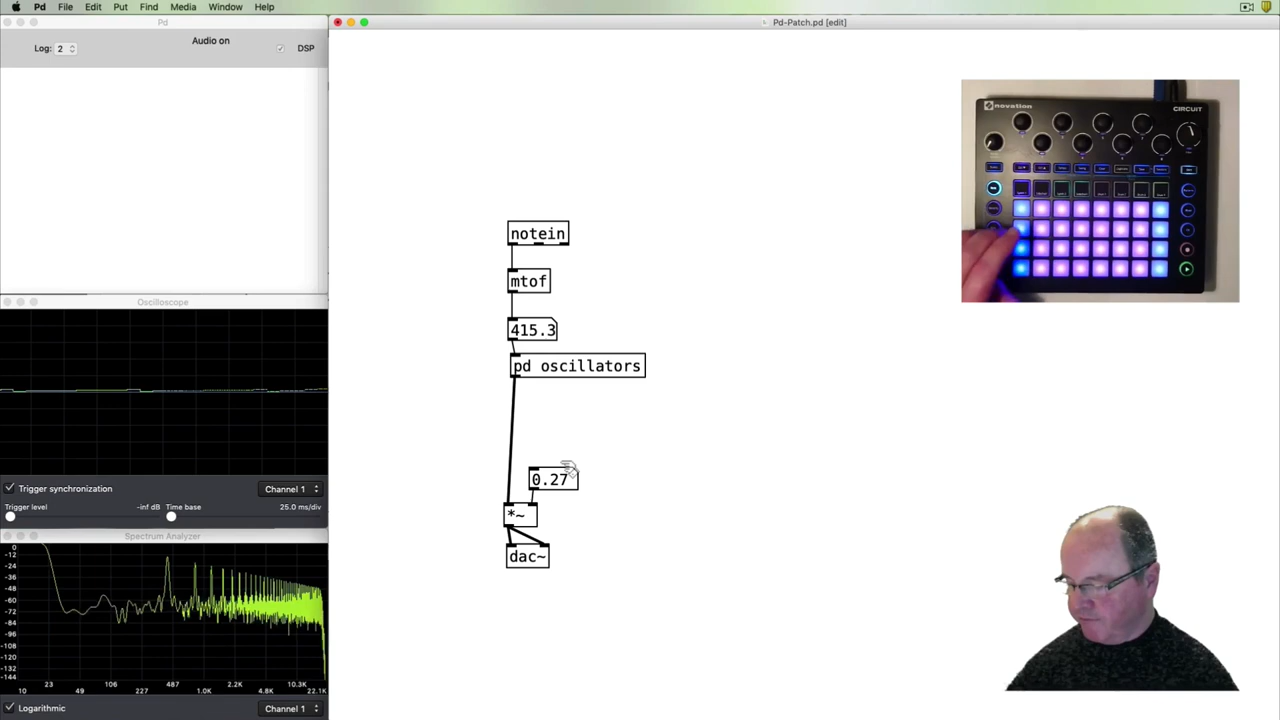 Pd File Edit Put Find Media Window Help
Pd
Audio on
Log: 2 DSP
Pd-Patch.pd [edit]
novation
CIRCUIT
notein
mtof
415.3
pd oscillators
0.27
*~
dac~
Oscilloscope
Trigger synchronization Channel 1
Trigger level -inf dB Time base 25.0 ms/div
Spectrum Analyzer
0
-12
-24
-36
-48
-60
-72
-84
-96
-108
-120
-132
-144
23 106 487 2.2K 10.3K
10 49 227 1.0K 4.8K 22.1K
Logarithmic Channel 1